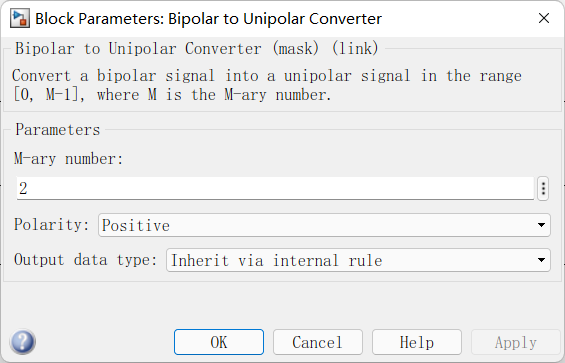 Block Parameters: Bipolar to Unipolar Converter
Bipolar to Unipolar Converter (mask) (link)
Convert a bipolar signal into a unipolar signal in the range
[0, M-1], where M is the M-ary number.
Parameters
M-ary number:
2
Polarity: Positive
Output data type: Inherit via internal rule
OK Cancel Help Apply